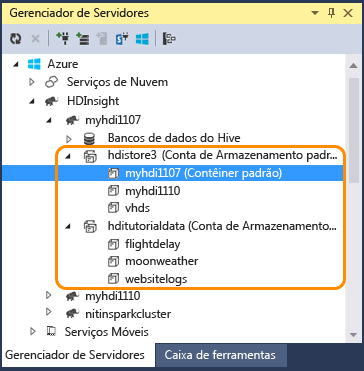 Gerenciador de Servidores
Azure
Serviços de Nuvem
HDInsight
myhdi1107
Bancos de dados do Hive
hdistore3 (Conta de Armazenamento padr...
myhdi1107 (Contêiner padrão)
myhdi1110
vhds
hditutorialdata (Conta de Armazenamento...
flightdelay
moonweather
websitelogs
myhdi1110
nitinsparkcluster
Serviços Móveis
Gerenciador de Servidores Caixa de ferramentas